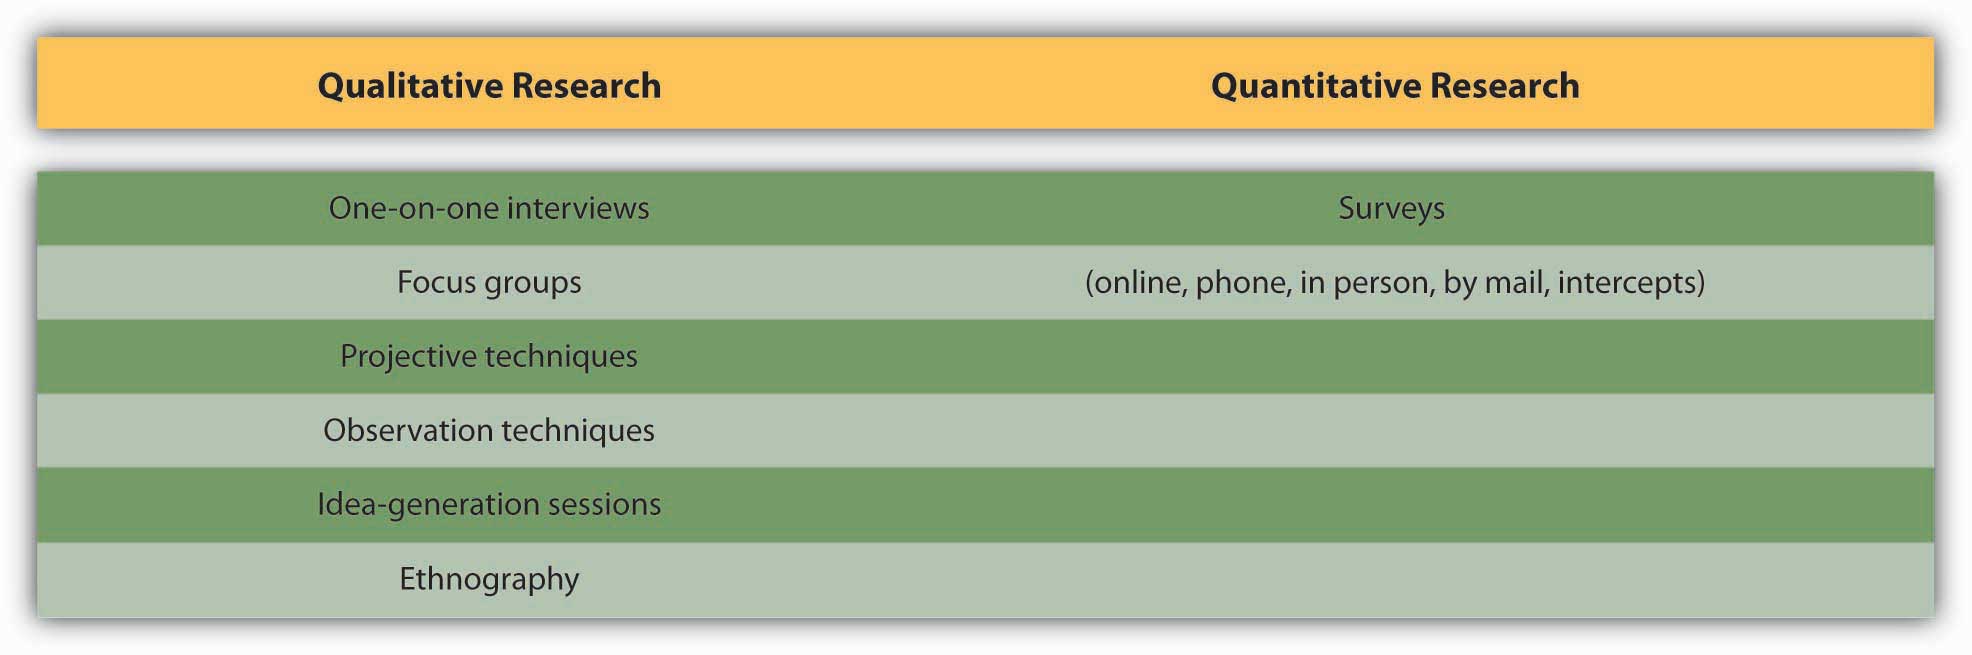 Qualitative Research Quantitative Research
One-on-one interviews Surveys
Focus groups (online, phone, in person, by mail, intercepts)
Projective techniques
Observation techniques
Idea-generation sessions
Ethnography